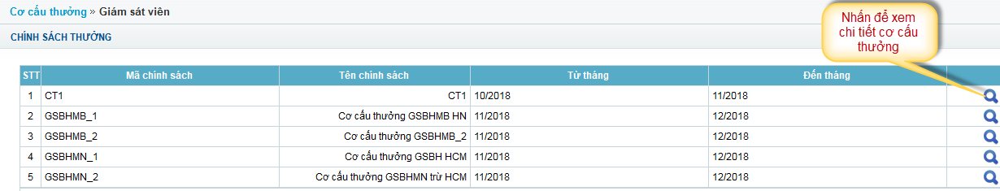 Cơ cấu thưởng » Giám sát viên
Nhấn để xem
chi tiết cơ cấu
thưởng
CHÍNH SÁCH THƯỞNG
STT Mã chính sách Tên chính sách Từ tháng Đến tháng
1 CT1 CT1 10/2018 11/2018
2 GSBHMB_1 Cơ cấu thưởng GSBHMB HN 11/2018 12/2018
3 GSBHMB_2 Cơ cấu thưởng GSBHMB_2 11/2018 12/2018
4 GSBHMN_1 Cơ cấu thưởng GSBH HCM 11/2018 12/2018
5 GSBHMN_2 Cơ cấu thưởng GSBHMN trừ HCM 11/2018 12/2018